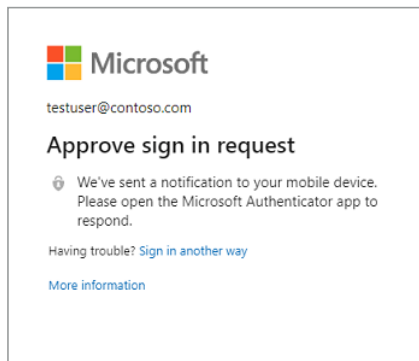 Microsoft
testuser@contoso.com
Approve sign in request
We've sent a notification to your mobile device.
Please open the Microsoft Authenticator app to
respond.
Having trouble? Sign in another way
More information